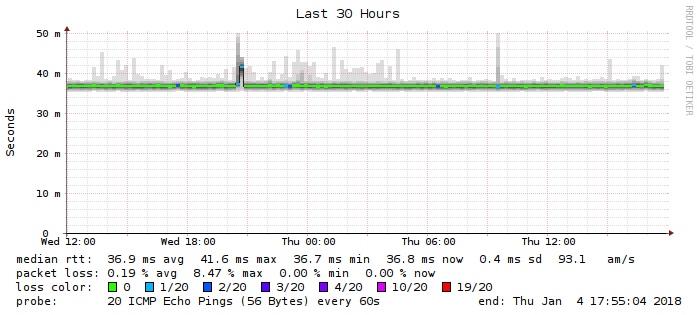 Last 30 Hours
RRDTOOL / TOBI OETIKER
Seconds
50 m
40 m
30 m
20 m
10 m
0
Wed 12:00 Wed 18:00 Thu 00:00 Thu 06:00 Thu 12:00
median rtt: 36.9 ms avg 41.6 ms max 36.7 ms min 36.8 ms now 0.4 ms sd 93.1 am/s
packet loss: 0.19 % avg 8.47 % max 0.00 % min 0.00 % now
loss color: 0 1/20 2/20 3/20 4/20 10/20 19/20
probe: 20 ICMP Echo Pings (56 Bytes) every 60s end: Thu Jan 4 17:55:04 2018